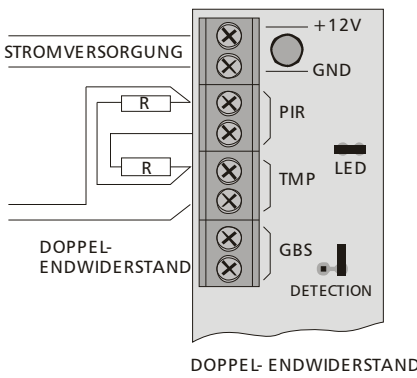 +12V
STROMVERSORGUNG
GND
R
PIR
R
TMP
LED
DOPPEL-
ENDWIDERSTAND
GBS
DETECTION
DOPPEL- ENDWIDERSTAND